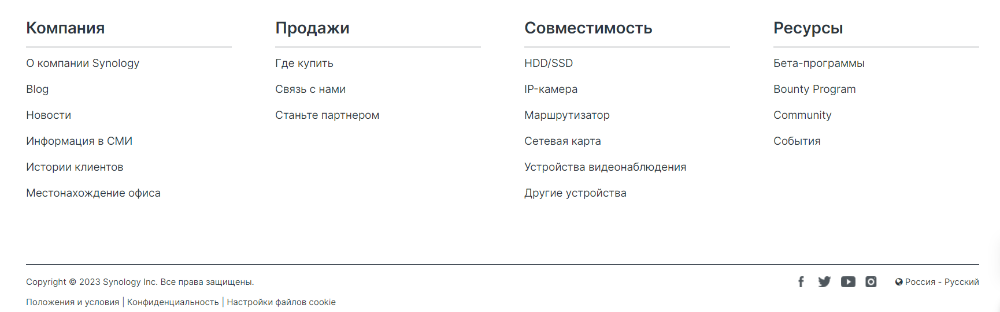 Компания
О компании Synology
Blog
Новости
Информация в СМИ
Истории клиентов
Местонахождение офиса
Продажи
Где купить
Связь с нами
Станьте партнером
Совместимость
HDD/SSD
IP-камера
Маршрутизатор
Сетевая карта
Устройства видеонаблюдения
Другие устройства
Ресурсы
Бета-программы
Bounty Program
Community
События
Copyright © 2023 Synology Inc. Все права защищены.
Россия - Русский
Положения и условия | Конфиденциальность | Настройки файлов cookie